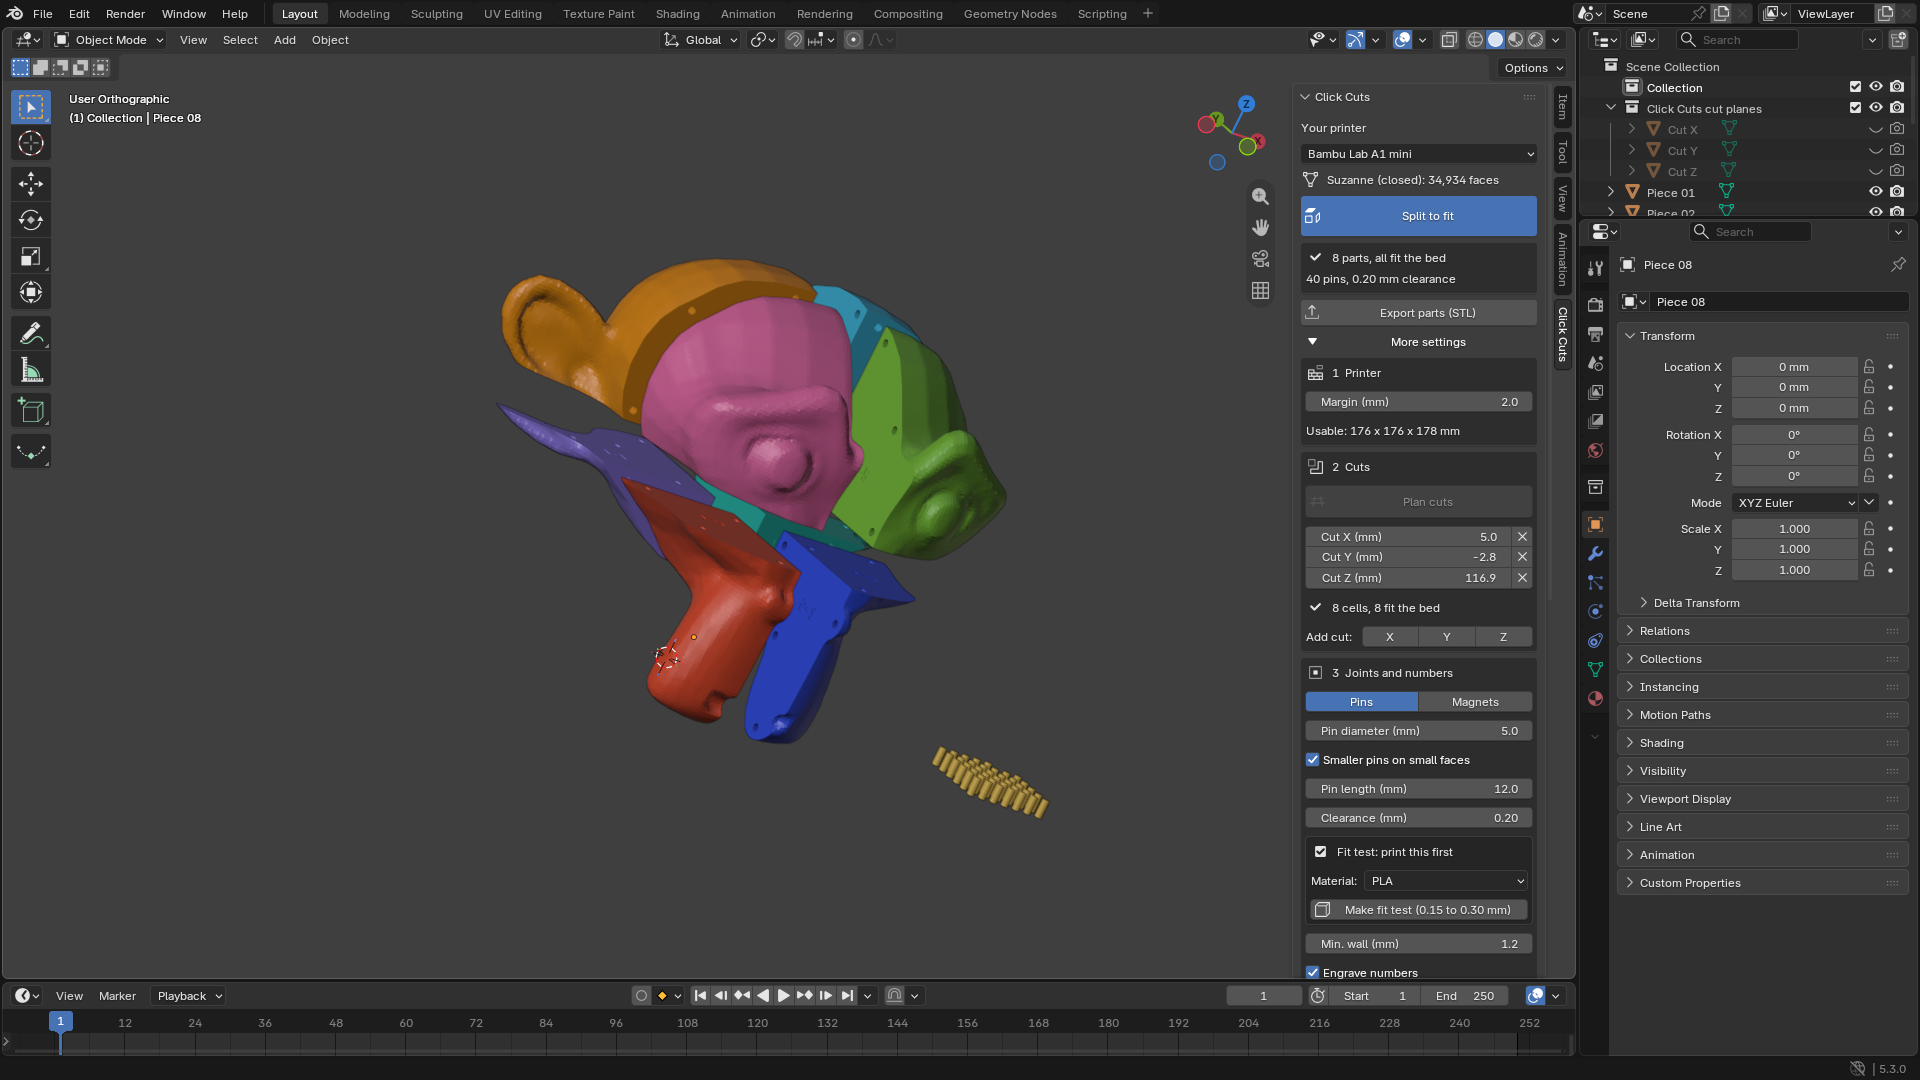 File Edit Render Window Help Layout Modeling Sculpting UV Editing Texture Paint Shading Animation Rendering Compositing Geometry Nodes Scripting + Scene ViewLayer
Object Mode View Select Add Object Global Search
Options
User Orthographic
(1) Collection | Piece 08
Z
Y
X
Click Cuts
Your printer
Bambu Lab A1 mini
Suzanne (closed): 34,934 faces
Split to fit
8 parts, all fit the bed
40 pins, 0.20 mm clearance
Export parts (STL)
More settings
1 Printer
Margin (mm) 2.0
Usable: 176 x 176 x 178 mm
2 Cuts
Plan cuts
Cut X (mm) 5.0
Cut Y (mm) -2.8
Cut Z (mm) 116.9
8 cells, 8 fit the bed
Add cut: X Y Z
3 Joints and numbers
Pins Magnets
Pin diameter (mm) 5.0
Smaller pins on small faces
Pin length (mm) 12.0
Clearance (mm) 0.20
Fit test: print this first
Material: PLA
Make fit test (0.15 to 0.30 mm)
Min. wall (mm) 1.2
Engrave numbers
Item
Tool
View
Animation
Click Cuts
Scene Collection
Collection
Click Cuts cut planes
Cut X
Cut Y
Cut Z
Piece 01
Piece 02
Search
Piece 08
Piece 08
Transform
Location X 0 mm
Y 0 mm
Z 0 mm
Rotation X 0°
Y 0°
Z 0°
Mode XYZ Euler
Scale X 1.000
Y 1.000
Z 1.000
Delta Transform
Relations
Collections
Instancing
Motion Paths
Shading
Visibility
Viewport Display
Line Art
Animation
Custom Properties
View Marker Playback 1 Start 1 End 250
1 12 24 36 48 60 72 84 96 108 120 132 144 156 168 180 192 204 216 228 240 252
5.3.0